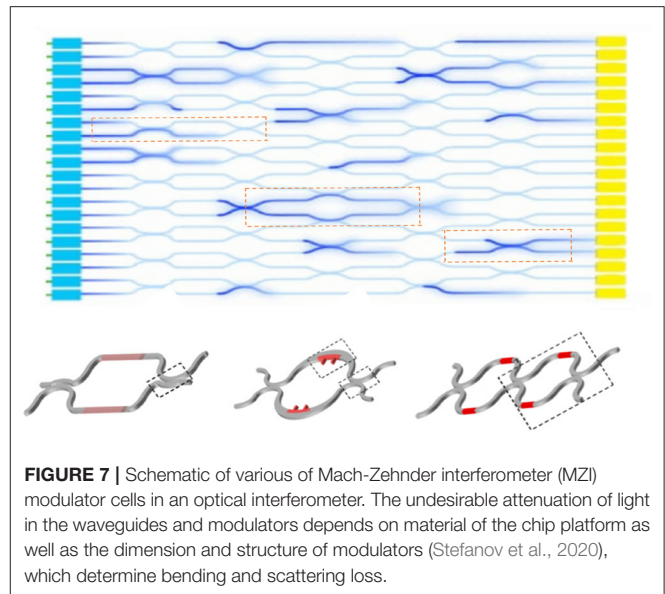 FIGURE 7 | Schematic of various of Mach-Zehnder interferometer (MZI)
modulator cells in an optical interferometer. The undesirable attenuation of light
in the waveguides and modulators depends on material of the chip platform as
well as the dimension and structure of modulators (Stefanov et al., 2020),
which determine bending and scattering loss.